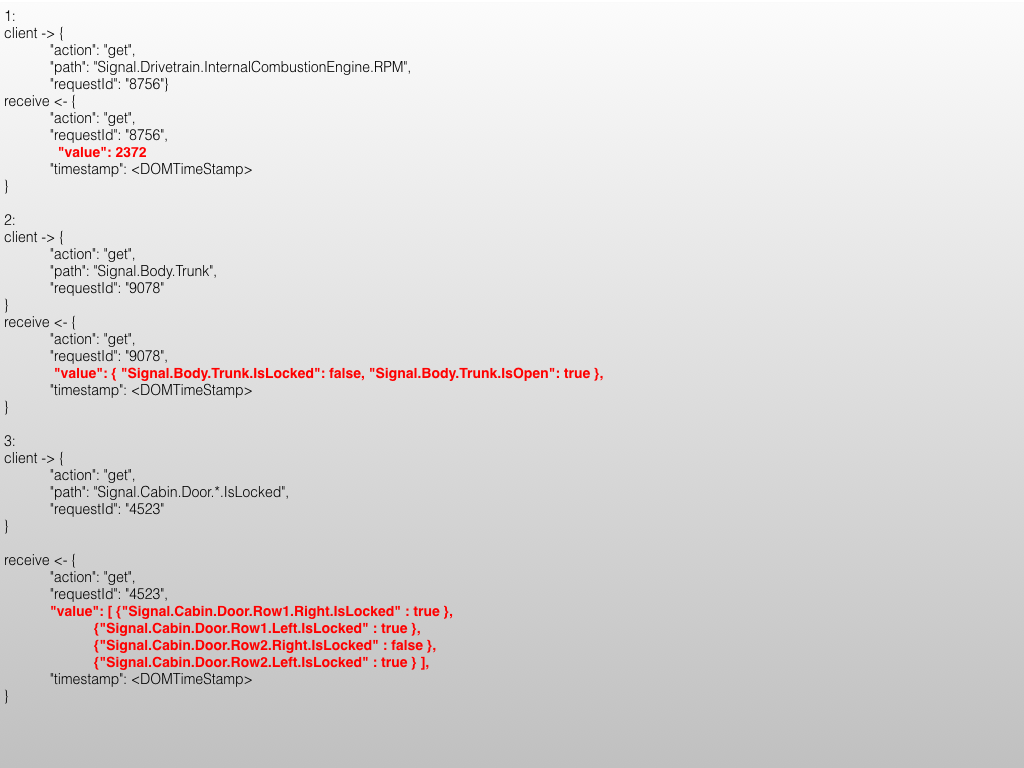 1:
client -> {
"action": "get",
"path": "Signal.Drivetrain.InternalCombustionEngine.RPM",
"requestId": "8756"}
receive <- {
"action": "get",
"requestId": "8756",
"value": 2372
"timestamp": <DOMTimeStamp>
}
2:
client -> {
"action": "get",
"path": "Signal.Body.Trunk",
"requestId": "9078"
}
receive <- {
"action": "get",
"requestId": "9078",
"value": { "Signal.Body.Trunk.IsLocked": false, "Signal.Body.Trunk.IsOpen": true },
"timestamp": <DOMTimeStamp>
}
3:
client -> {
"action": "get",
"path": "Signal.Cabin.Door.*.IsLocked",
"requestId": "4523"
}
receive <- {
"action": "get",
"requestId": "4523",
"value": [ {"Signal.Cabin.Door.Row1.Right.IsLocked" : true },
{"Signal.Cabin.Door.Row1.Left.IsLocked" : true },
{"Signal.Cabin.Door.Row2.Right.IsLocked" : false },
{"Signal.Cabin.Door.Row2.Left.IsLocked" : true } ],
"timestamp": <DOMTimeStamp>
}